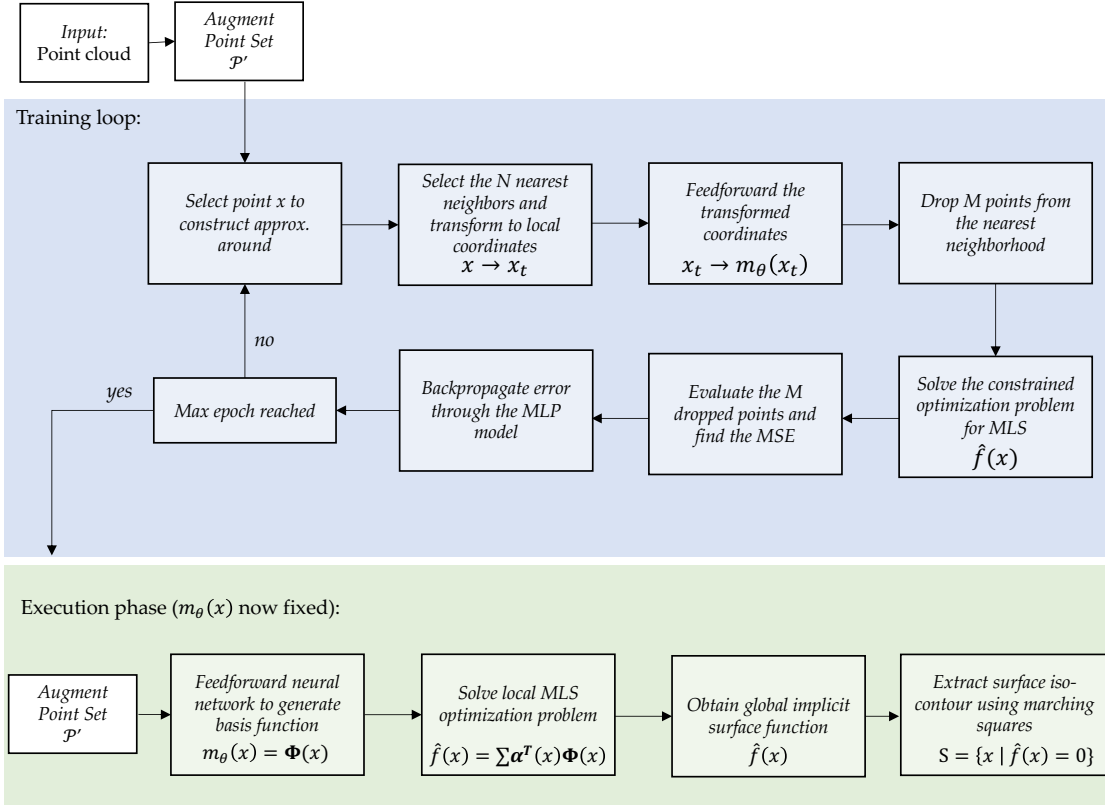 Input:
Point cloud
Augment
Point Set
𝒫′
Training loop:
Select point x to
construct approx.
around
Select the N nearest
neighbors and
transform to local
coordinates
x → xₜ
Feedforward the
transformed
coordinates
xₜ → m_θ(xₜ)
Drop M points from
the nearest
neighborhood
Solve the constrained
optimization problem
for MLS
f̂(x)
Evaluate the M
dropped points and
find the MSE
Backpropagate error
through the MLP
model
Max epoch reached
no
yes
Execution phase (m_θ(x) now fixed):
Augment
Point Set
𝒫′
Feedforward neural
network to generate
basis function
m_θ(x) = Φ(x)
Solve local MLS
optimization problem
f̂(x) = ∑αᵀ(x)Φ(x)
Obtain global implicit
surface function
f̂(x)
Extract surface iso-
contour using marching
squares
S = {x | f̂(x) = 0}